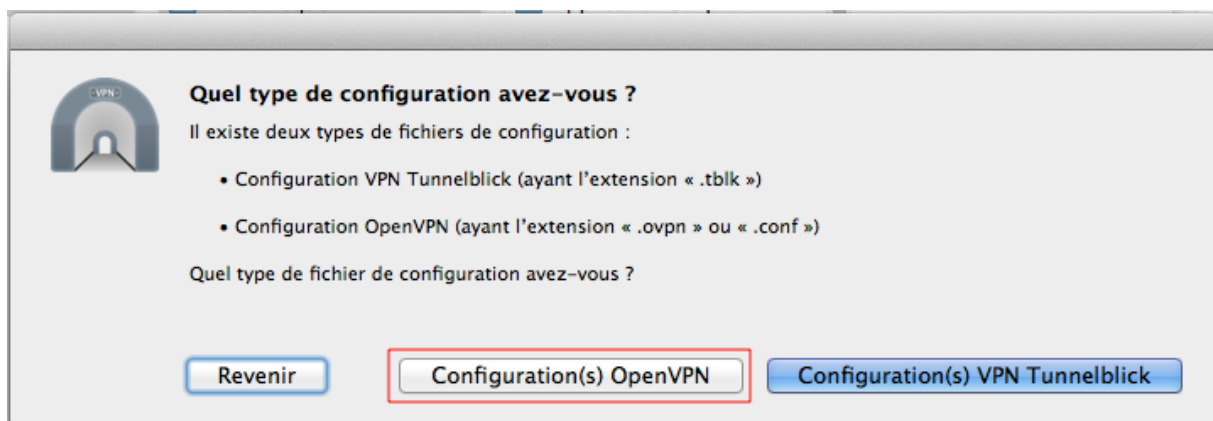 -VPN-
Quel type de configuration avez-vous ?
Il existe deux types de fichiers de configuration :
• Configuration VPN Tunnelblick (ayant l'extension « .tblk »)
• Configuration OpenVPN (ayant l'extension « .ovpn » ou « .conf »)
Quel type de fichier de configuration avez-vous ?
Revenir Configuration(s) OpenVPN Configuration(s) VPN Tunnelblick